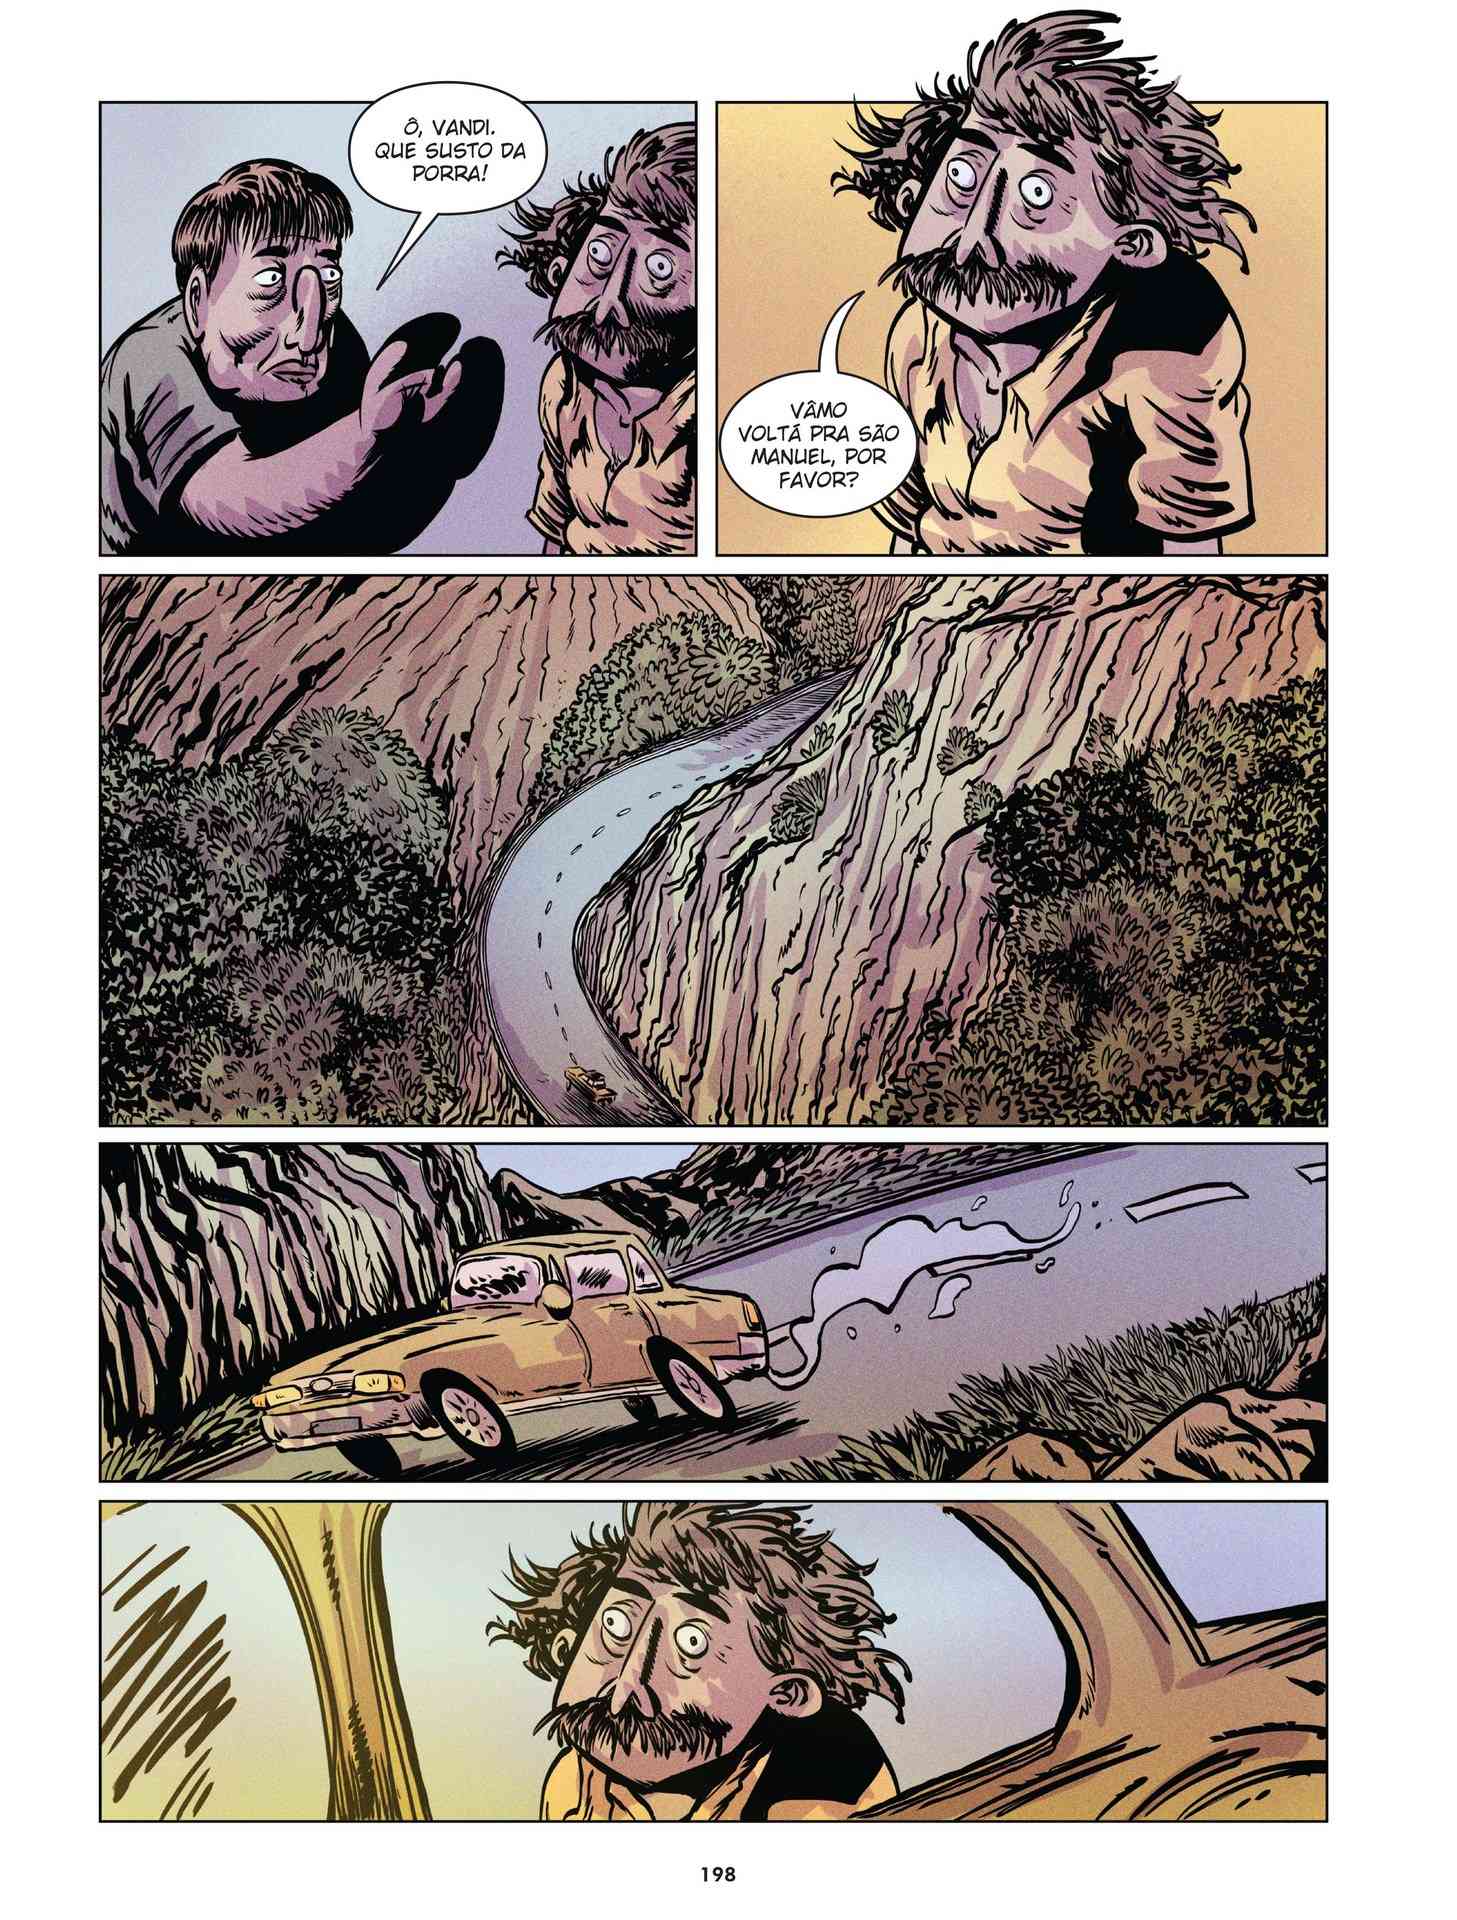 Ô, VANDI.
QUE SUSTO DA
PORRA!
VÂMO
VOLTÁ PRA SÃO
MANUEL, POR
FAVOR?
198